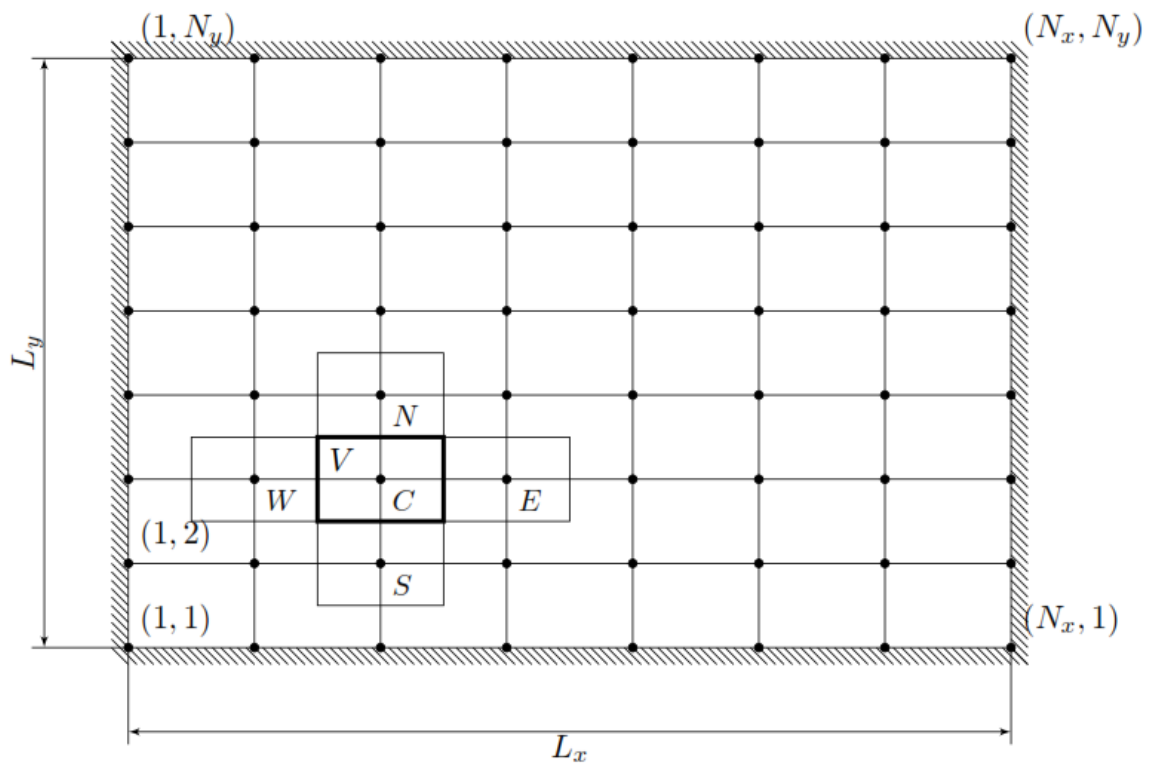 (1, N_y)
(N_x, N_y)
L_y
N
V
W
C
E
(1, 2)
S
(1, 1)
(N_x, 1)
L_x